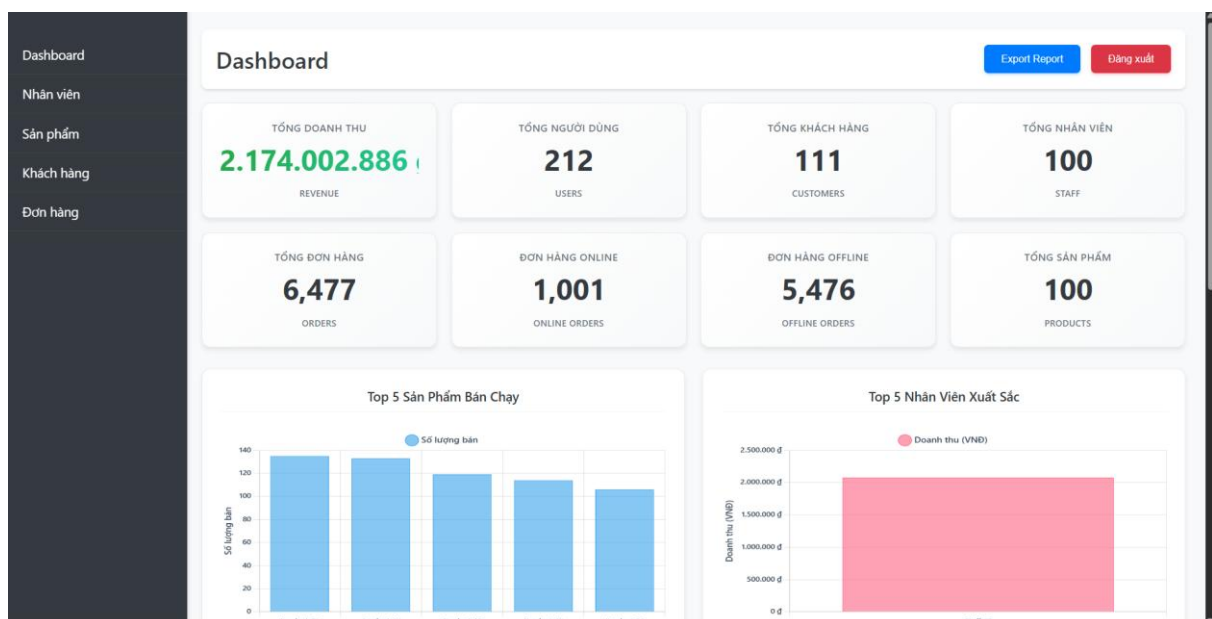 Dashboard
Nhân viên
Sản phẩm
Khách hàng
Đơn hàng
Dashboard
Export Report
Đăng xuất
TỔNG DOANH THU
2.174.002.886
REVENUE
TỔNG NGƯỜI DÙNG
212
USERS
TỔNG KHÁCH HÀNG
111
CUSTOMERS
TỔNG NHÂN VIÊN
100
STAFF
TỔNG ĐƠN HÀNG
6,477
ORDERS
ĐƠN HÀNG ONLINE
1,001
ONLINE ORDERS
ĐƠN HÀNG OFFLINE
5,476
OFFLINE ORDERS
TỔNG SẢN PHẨM
100
PRODUCTS
Top 5 Sản Phẩm Bán Chạy
Số lượng bán
140
120
100
80
60
40
20
0
Số lượng bán
Top 5 Nhân Viên Xuất Sắc
Doanh thu (VNĐ)
2.500.000 đ
2.000.000 đ
1.500.000 đ
1.000.000 đ
500.000 đ
0 đ
Doanh thu (VNĐ)